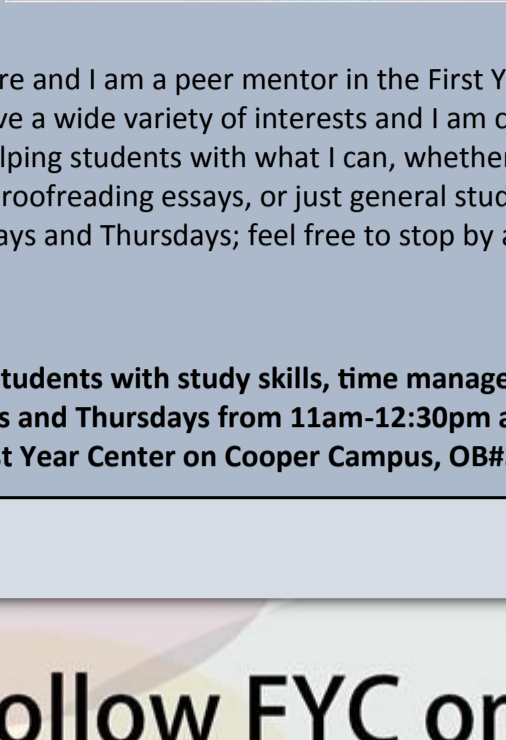 re and I am a peer mentor in the First Y
ve a wide variety of interests and I am c
lping students with what I can, whether
roofreading essays, or just general stud
ays and Thursdays; feel free to stop by a
tudents with study skills, time manage
s and Thursdays from 11am-12:30pm a
t Year Center on Cooper Campus, OB#
ollow FYC on